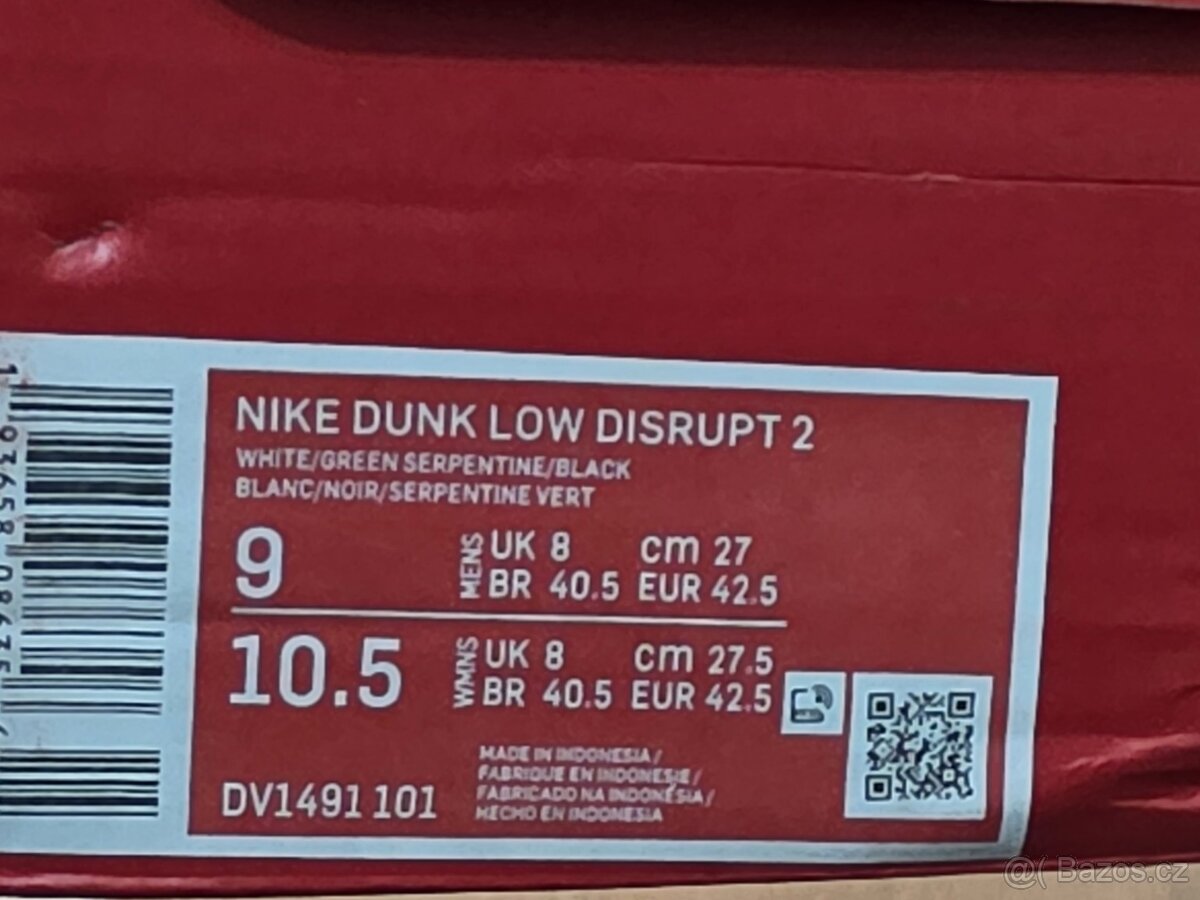 NIKE DUNK LOW DISRUPT 2
WHITE/GREEN SERPENTINE/BLACK
BLANC/NOIR/SERPENTINE VERT
9
MENS
UK 8 cm 27
BR 40.5 EUR 42.5
10.5
WMNS
UK 8 cm 27.5
BR 40.5 EUR 42.5
MADE IN INDONESIA /
FABRIQUE EN INDONESIE /
FABRICADO NA INDONÉSIA /
HECHO EN INDONESIA
DV1491 101
@( Bazos.cz